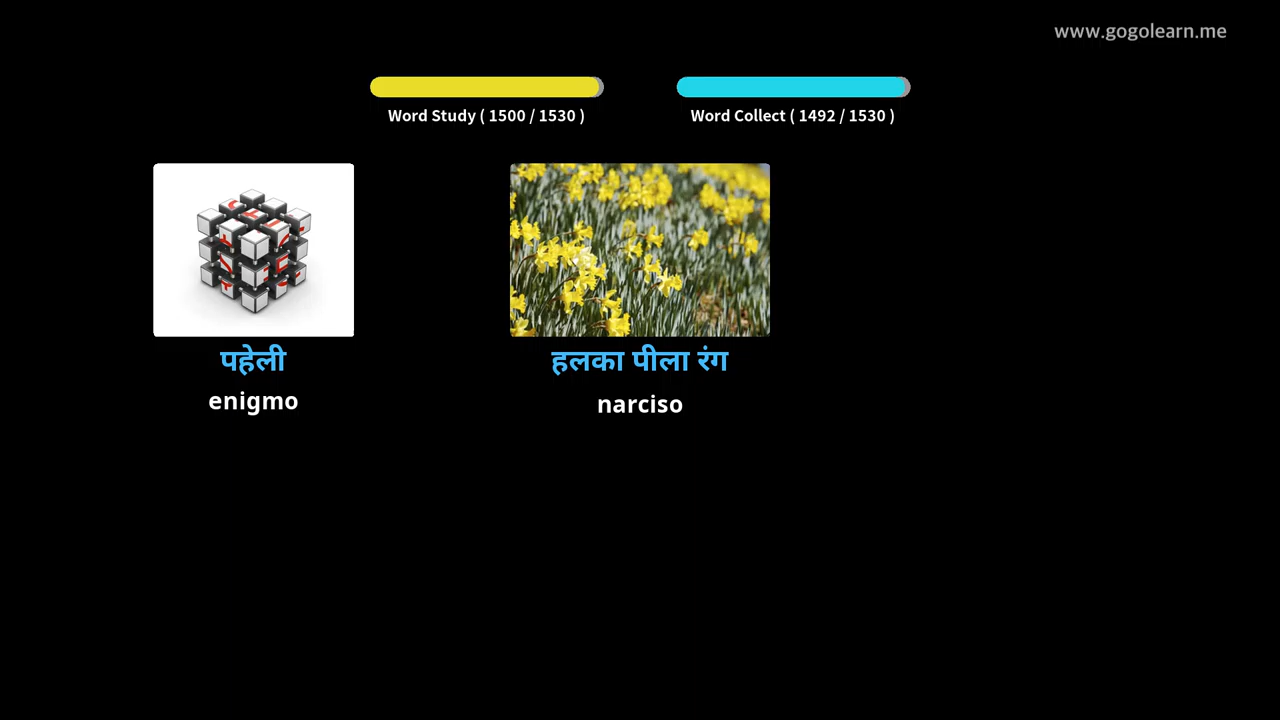 www.gogolearn.me
Word Study ( 1500 / 1530 )
Word Collect ( 1492 / 1530 )
पहेली
enigmo
हलका पीला रंग
narciso